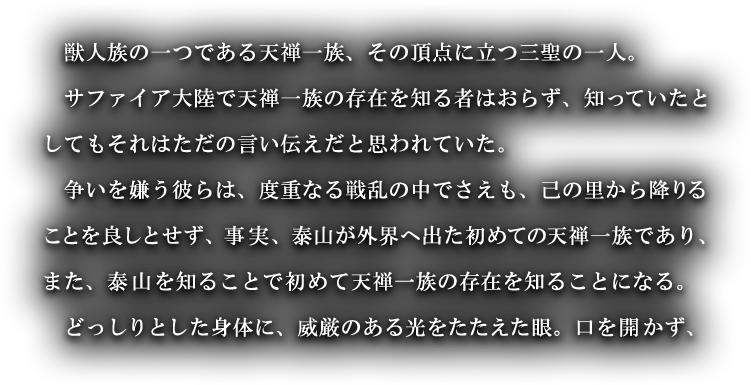 獣人族の一つである天禅一族、その頂点に立つ三聖の一人。
サファイア大陸で天禅一族の存在を知る者はおらず、知っていたと
してもそれはただの言い伝えだと思われていた。
争いを嫌う彼らは、度重なる戦乱の中でさえも、己の里から降りる
ことを良しとせず、事実、泰山が外界へ出た初めての天禅一族であり、
また、泰山を知ることで初めて天禅一族の存在を知ることになる。
どっしりとした身体に、威厳のある光をたたえた眼。口を開かず、